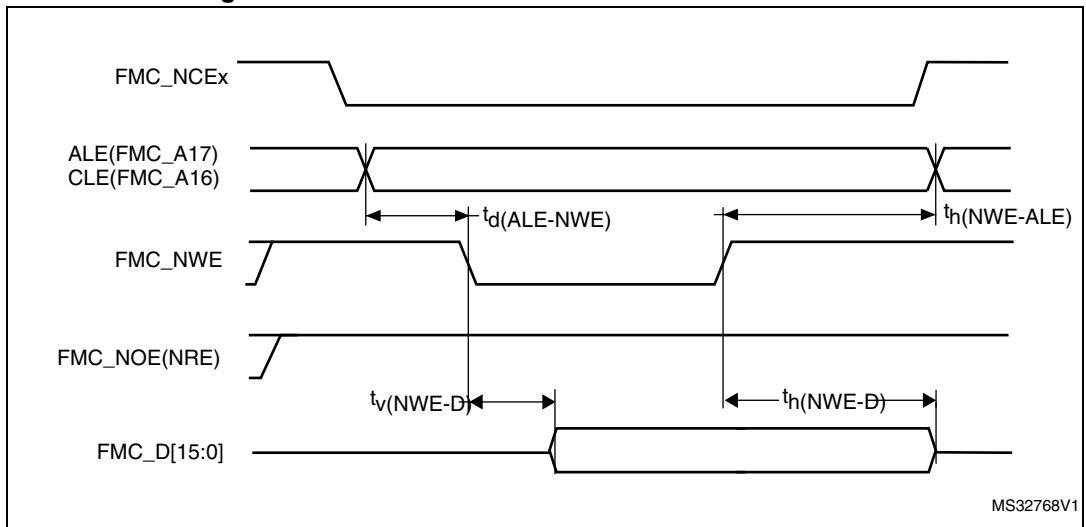 FMC_NCEx
ALE(FMC_A17)
CLE(FMC_A16)
td(ALE-NWE)
th(NWE-ALE)
FMC_NWE
FMC_NOE(NRE)
tv(NWE-D)
th(NWE-D)
FMC_D[15:0]
MS32768V1